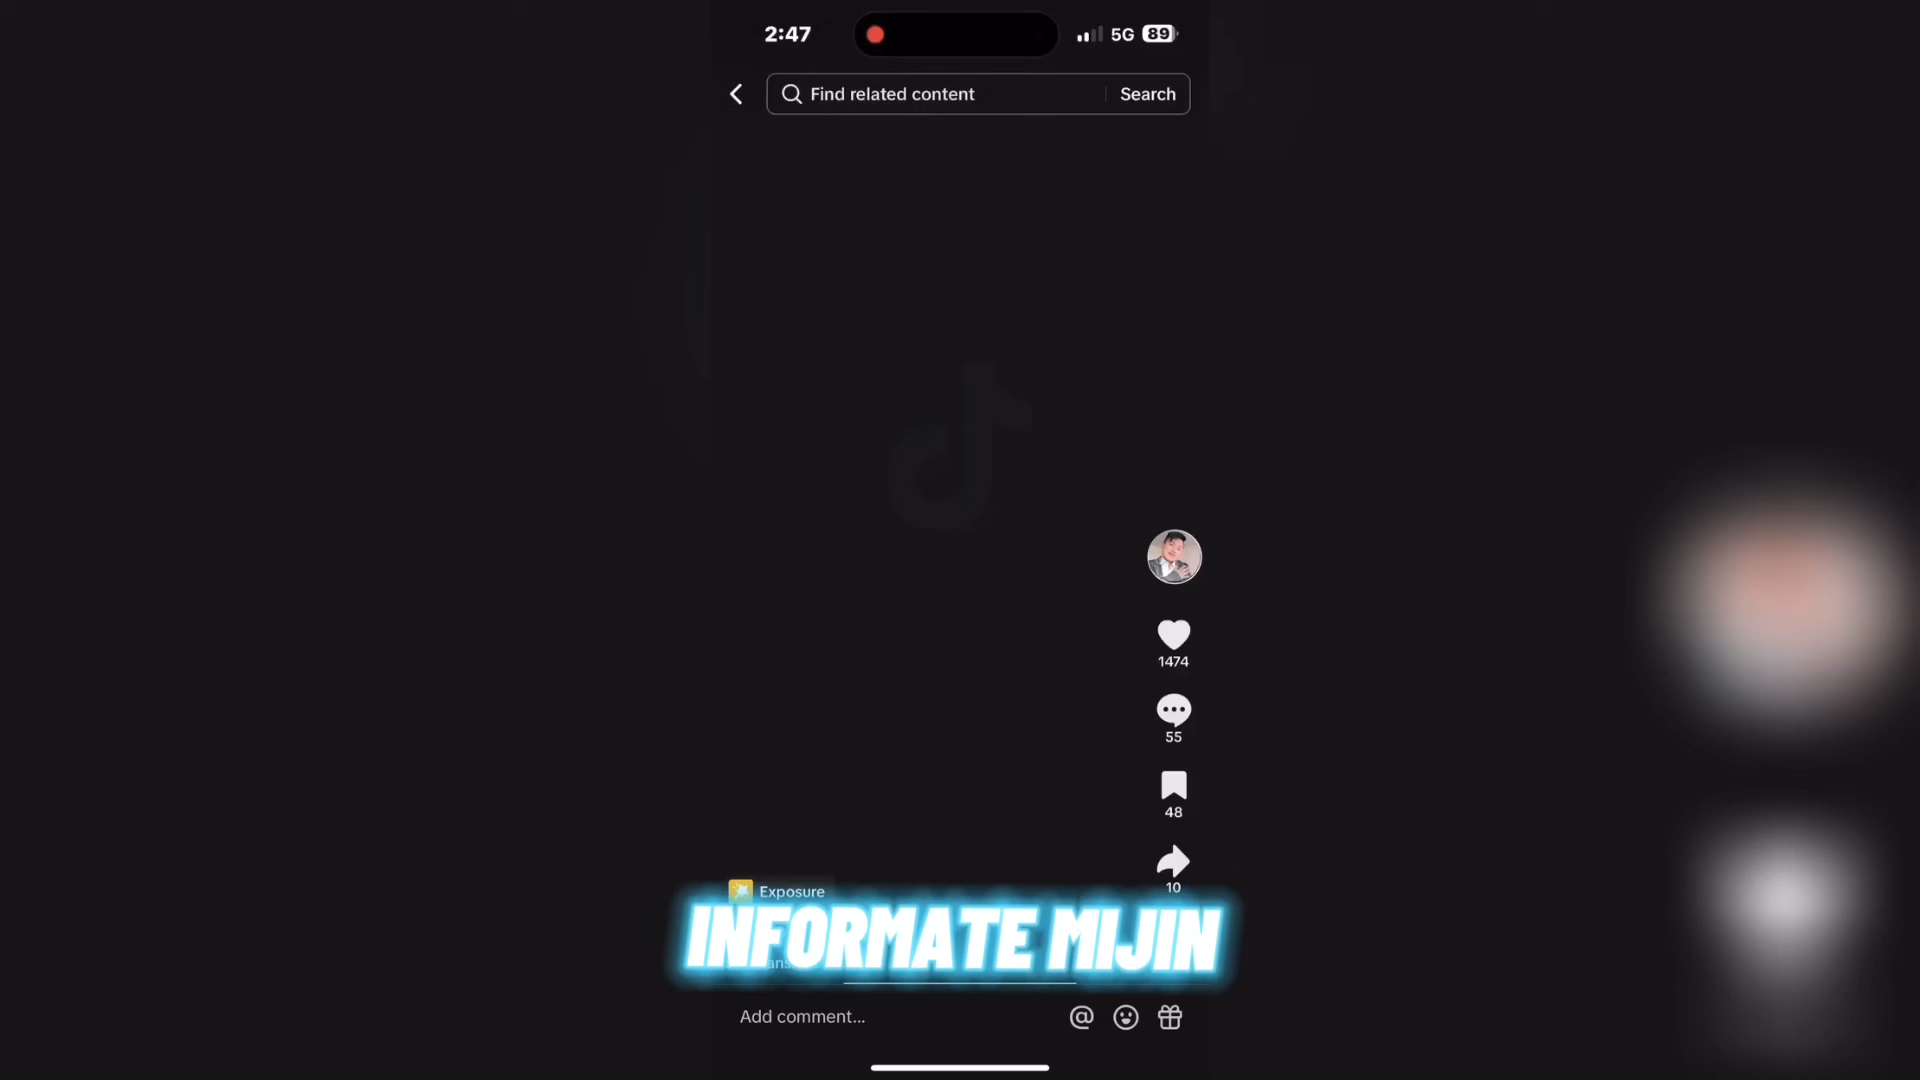 2:47
5G
89
Find related content
Search
1474
55
48
10
Exposure
INFORMATE MIJIN
Add comment...